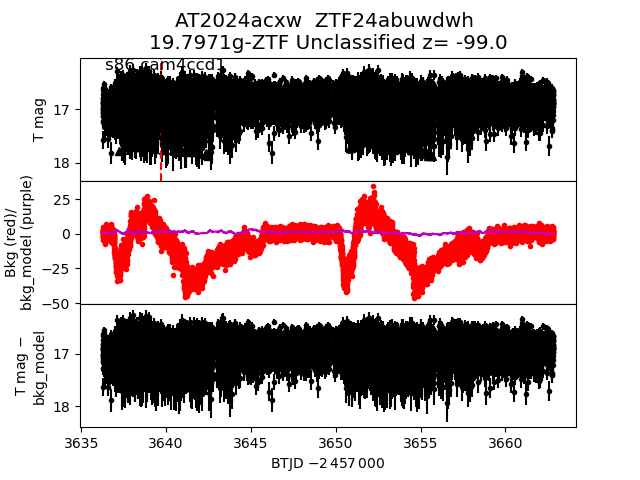 AT2024acxw  ZTF24abuwdwh
19.7971g-ZTF Unclassified z= -99.0
s86 cam4ccd1
T mag
17
18
Bkg (red)/
bkg_model (purple)
25
0
−25
−50
T mag −
bkg_model
17
18
3635 3640 3645 3650 3655 3660
BTJD −2 457 000